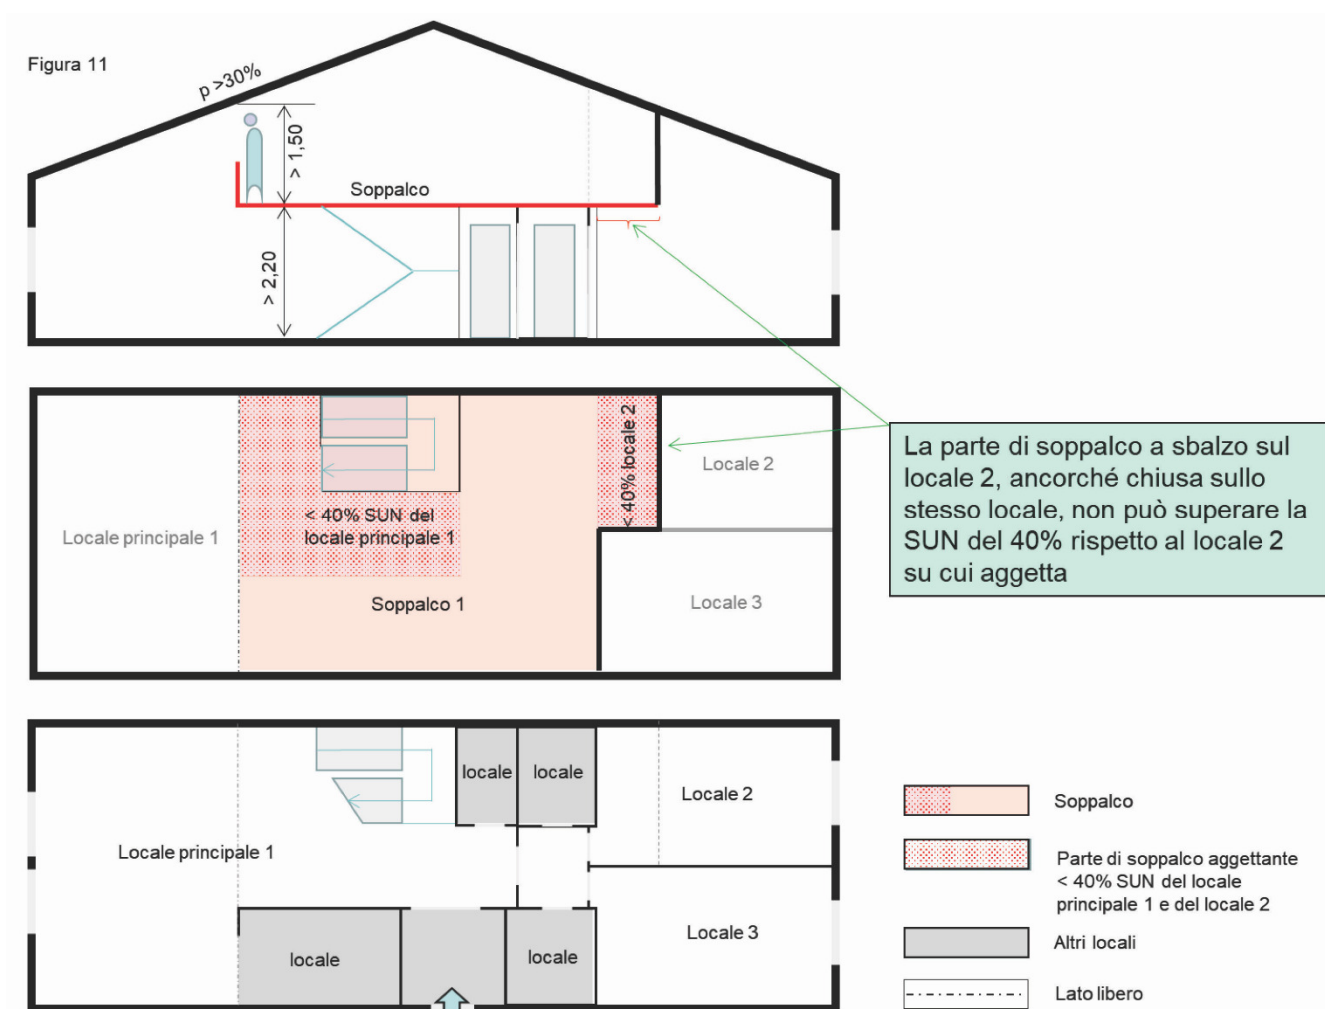 Figura 11
p >30%
> 1,50
Soppalco
> 2,20
Locale principale 1
< 40% SUN del
locale principale 1
< 40% locale 2
Locale 2
Soppalco 1
Locale 3
La parte di soppalco a sbalzo sul
locale 2, ancorché chiusa sullo
stesso locale, non può superare la
SUN del 40% rispetto al locale 2
su cui aggetta
locale
locale
Locale 2
Locale principale 1
locale
locale
Locale 3
Soppalco
Parte di soppalco aggettante
< 40% SUN del locale
principale 1 e del locale 2
Altri locali
Lato libero